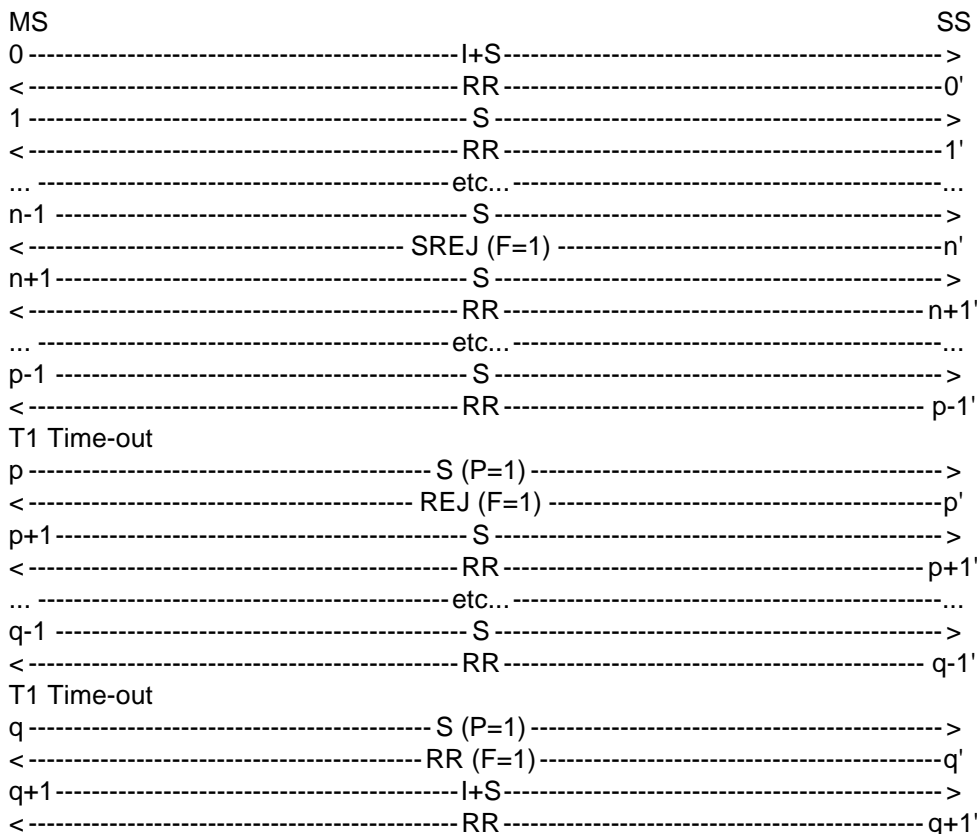 MS SS
0 ---------- I+S ---------- >
< ---------- RR ---------- 0'
1 ---------- S ---------- >
< ---------- RR ---------- 1'
... ---------- etc... ---------- ...
n-1 ---------- S ---------- >
< ---------- SREJ (F=1) ---------- n'
n+1 ---------- S ---------- >
< ---------- RR ---------- n+1'
... ---------- etc... ---------- ...
p-1 ---------- S ---------- >
< ---------- RR ---------- p-1'
T1 Time-out
p ---------- S (P=1) ---------- >
< ---------- REJ (F=1) ---------- p'
p+1 ---------- S ---------- >
< ---------- RR ---------- p+1'
... ---------- etc... ---------- ...
q-1 ---------- S ---------- >
< ---------- RR ---------- q-1'
T1 Time-out
q ---------- S (P=1) ---------- >
< ---------- RR (F=1) ---------- q'
q+1 ---------- I+S ---------- >
< ---------- RR ---------- q+1'